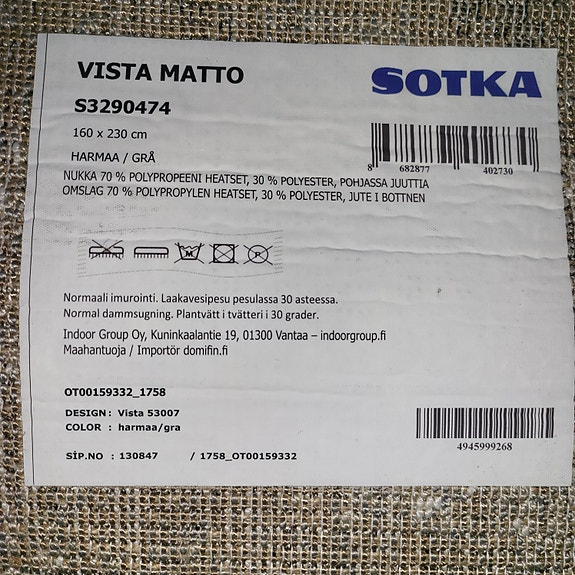 VISTA MATTO
SOTKA
S3290474
160 x 230 cm
HARMAA / GRÅ
8 682877 402730
NUKKA 70 % POLYPROPEENI HEATSET, 30 % POLYESTER, POHJASSA JUUTTIA
OMSLAG 70 % POLYPROPYLEN HEATSET, 30 % POLYESTER, JUTE I BOTTNEN
M
P
Normaali imurointi. Laakavesipesu pesulassa 30 asteessa.
Normal dammsugning. Plantvätt i tvätteri i 30 grader.
Indoor Group Oy, Kuninkaalantie 19, 01300 Vantaa – indoorgroup.fi
Maahantuoja / Importör domifin.fi
OT00159332_1758
DESIGN : Vista 53007
COLOR : harmaa/gra
SİP.NO : 130847 / 1758_OT00159332
4945999268